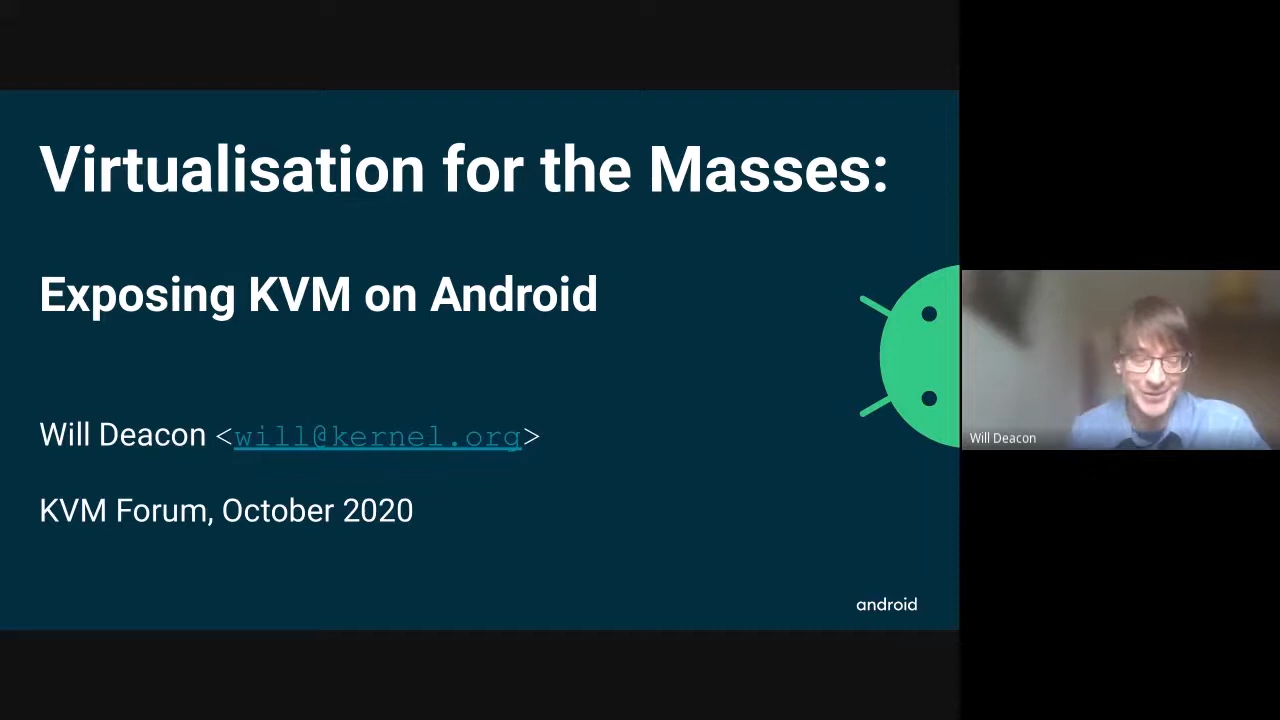 Virtualisation for the Masses:
Exposing KVM on Android
Will Deacon <will@kernel.org>
KVM Forum, October 2020
android
Will Deacon